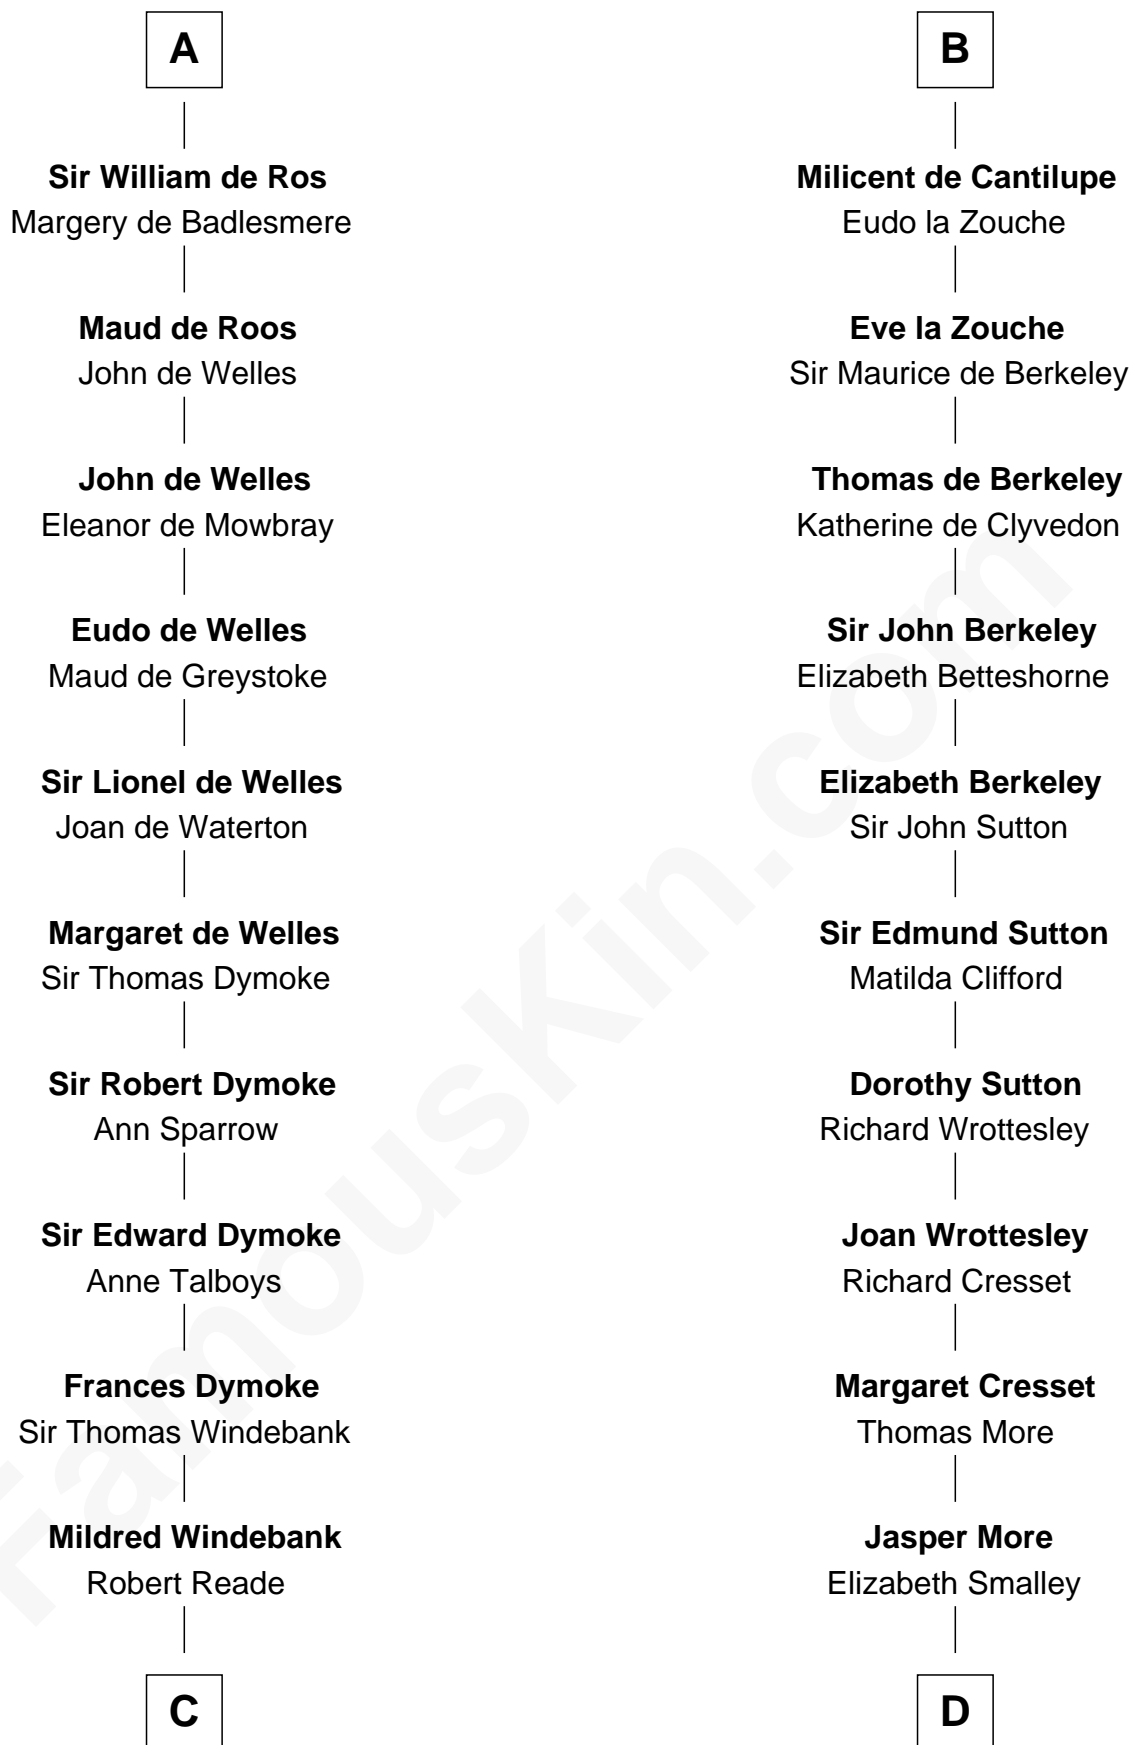 A
Sir William de Ros
Margery de Badlesmere
Maud de Roos
John de Welles
John de Welles
Eleanor de Mowbray
Eudo de Welles
Maud de Greystoke
Sir Lionel de Welles
Joan de Waterton
Margaret de Welles
Sir Thomas Dymoke
Sir Robert Dymoke
Ann Sparrow
Sir Edward Dymoke
Anne Talboys
Frances Dymoke
Sir Thomas Windebank
Mildred Windebank
Robert Reade
C
B
Milicent de Cantilupe
Eudo la Zouche
Eve la Zouche
Sir Maurice de Berkeley
Thomas de Berkeley
Katherine de Clyvedon
Sir John Berkeley
Elizabeth Betteshorne
Elizabeth Berkeley
Sir John Sutton
Sir Edmund Sutton
Matilda Clifford
Dorothy Sutton
Richard Wrottesley
Joan Wrottesley
Richard Cresset
Margaret Cresset
Thomas More
Jasper More
Elizabeth Smalley
D
FamousKin.com